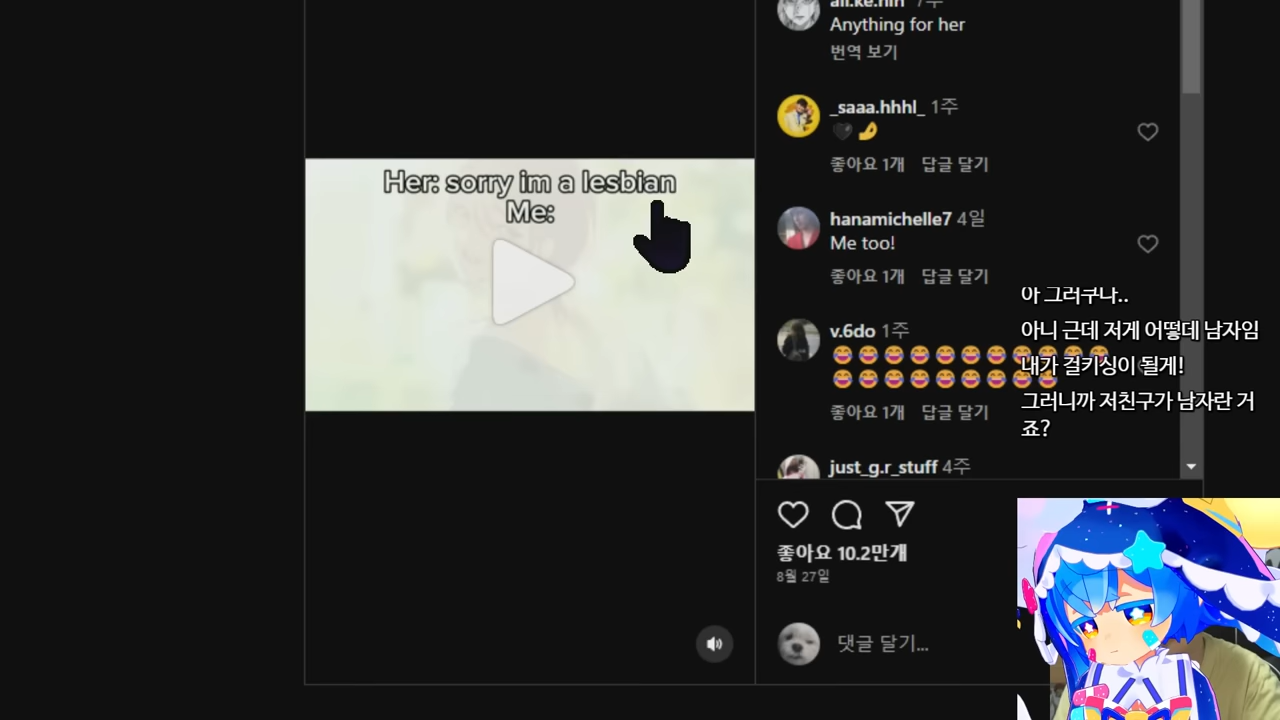 Anything for her
번역 보기
_saaa.hhhl_ 1주
🖤🤌
좋아요 1개 답글 달기
hanamichelle7 4일
Me too!
좋아요 1개 답글 달기
v.6do 1주
😂😂😂😂😂😂😂😂😂😂😂
😂😂😂😂😂😂😂😂😂
좋아요 1개 답글 달기
just_g.r_stuff 4주
Her: sorry im a lesbian
Me:
아 그러구나..
아니 근데 저게 어떻데 남자임
내가 걸키싱이 될게!
그러니까 저친구가 남자란 거
죠?
좋아요 10.2만개
8월 27일
댓글 달기...